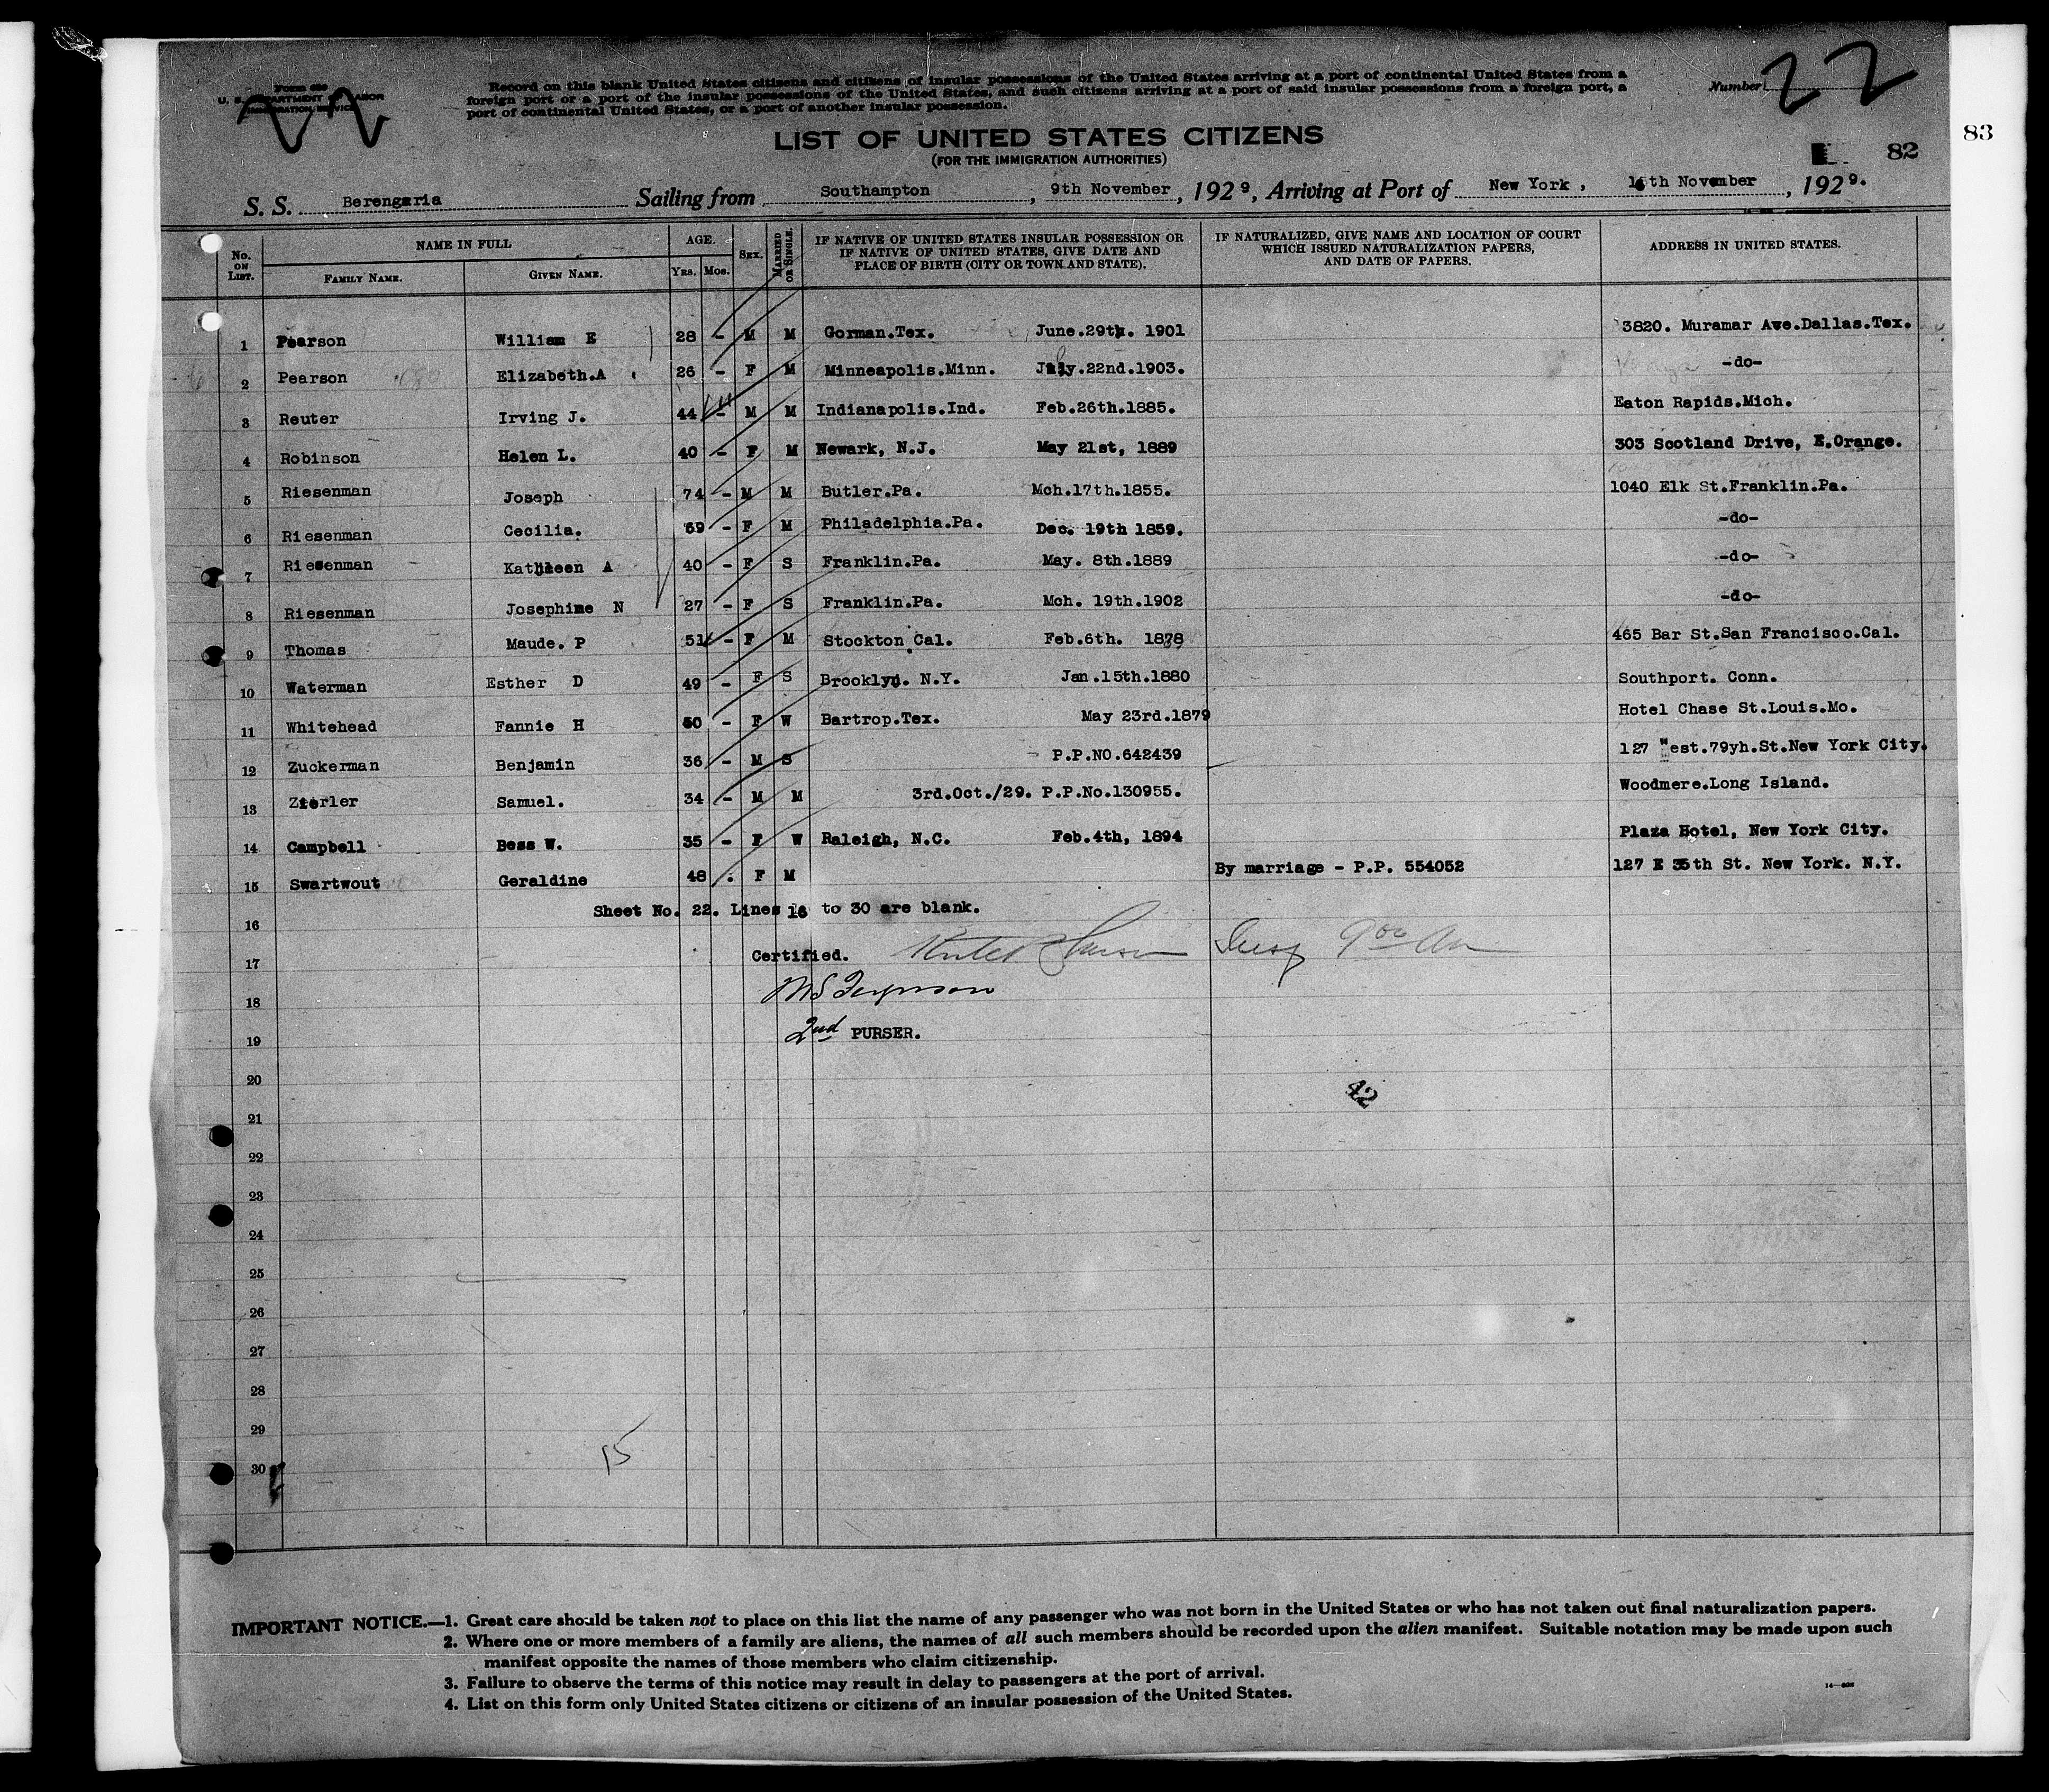 Form 630
U. S. DEPARTMENT OF LABOR
IMMIGRATION SERVICE
Record on this blank United States citizens and citizens of insular possessions of the United States arriving at a port of continental United States from a
foreign port or a port of the insular possessions of the United States, and such citizens arriving at a port of said insular possessions from a foreign port, a
port of continental United States, or a port of another insular possession.
Number 22
LIST OF UNITED STATES CITIZENS
(FOR THE IMMIGRATION AUTHORITIES)
82
83
S. S. Berengaria Sailing from Southampton, 9th November, 1929, Arriving at Port of New York, 16th November, 1929.
No. ON LIST. NAME IN FULL FAMILY NAME. GIVEN NAME. AGE. YRS. MOS. SEX. MARRIED OR SINGLE. IF NATIVE OF UNITED STATES INSULAR POSSESSION OR IF NATIVE OF UNITED STATES, GIVE DATE AND PLACE OF BIRTH (CITY OR TOWN AND STATE). IF NATURALIZED, GIVE NAME AND LOCATION OF COURT WHICH ISSUED NATURALIZATION PAPERS, AND DATE OF PAPERS. ADDRESS IN UNITED STATES.
1 Pearson William E 28 - M M Gorman.Tex. June.29th. 1901 3820. Muramar Ave.Dallas.Tex.
2 Pearson Elizabeth.A 26 - F M Minneapolis.Minn. July.22nd.1903. -do-
3 Reuter Irving J. 44 - M M Indianapolis.Ind. Feb.26th.1885. Eaton Rapids.Mich.
4 Robinson Helen L. 40 - F M Newark, N.J. May 21st, 1889 303 Scotland Drive, E.Orange.
5 Riesenman Joseph 74 - M M Butler.Pa. Mch.17th.1855. 1040 Elk St.Franklin.Pa.
6 Riesenman Cecilia. 69 - F M Philadelphia.Pa. Dec. 19th 1859. -do-
7 Riesenman Kathleen A 40 - F S Franklin.Pa. May. 8th.1889 -do-
8 Riesenman Josephine N 27 - F S Franklin.Pa. Mch. 19th.1902 -do-
9 Thomas Maude. P 51 - F M Stockton.Cal. Feb.6th. 1878 465 Bar St.San Francisco.Cal.
10 Waterman Esther D 49 - F S Brooklyn. N.Y. Jan.15th.1880 Southport. Conn.
11 Whitehead Fannie H 50 - F W Bartrop.Tex. May 23rd.1879 Hotel Chase St.Louis.Mo.
12 Zuckerman Benjamin 36 - M S P.P.NO.642439 127 West.79yh.St.New York City.
13 Zierler Samuel. 34 - M M 3rd.Oct./29. P.P.No.130955. Woodmere.Long Island.
14 Campbell Bess W. 35 - F W Raleigh, N.C. Feb.4th, 1894 Plaza Hotel, New York City.
15 Swartwout Geraldine 48 . F M By marriage - P.P. 554052 127 E 35th St. New York. N.Y.
16 Sheet No. 22. Lines 16 to 30 are blank.
17 Certified. 9 00 Am
18 Ferguson
19 2nd PURSER.
20
42
21
22
23
24
25
26
27
28
29
15
30
IMPORTANT NOTICE.—1. Great care should be taken not to place on this list the name of any passenger who was not born in the United States or who has not taken out final naturalization papers.
2. Where one or more members of a family are aliens, the names of all such members should be recorded upon the alien manifest. Suitable notation may be made upon such
manifest opposite the names of those members who claim citizenship.
3. Failure to observe the terms of this notice may result in delay to passengers at the port of arrival.
4. List on this form only United States citizens or citizens of an insular possession of the United States.